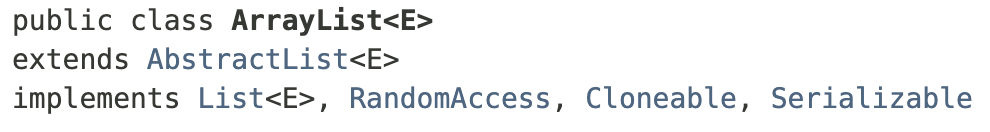 public class ArrayList<E>
extends AbstractList<E>
implements List<E>, RandomAccess, Cloneable, Serializable